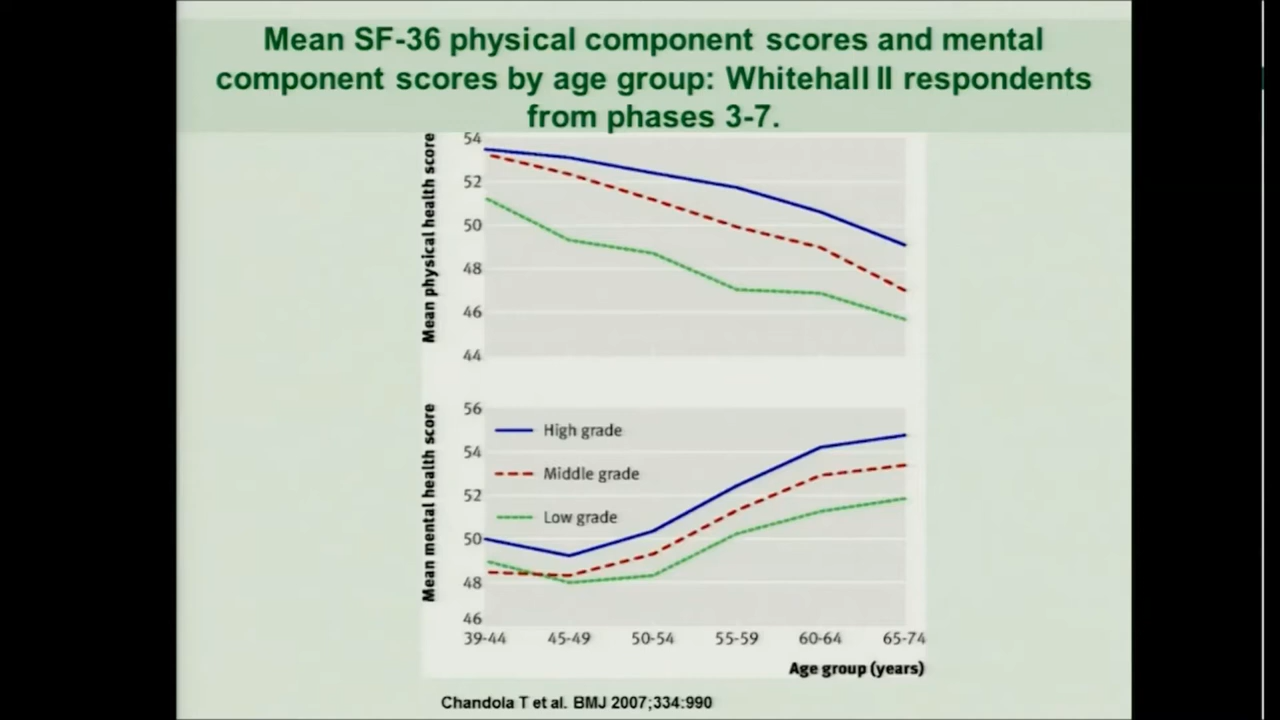 Mean SF-36 physical component scores and mental
component scores by age group: Whitehall II respondents
from phases 3-7.
Mean physical health score
54
52
50
48
46
44
Mean mental health score
56
54
52
50
48
46
High grade
Middle grade
Low grade
39-44 45-49 50-54 55-59 60-64 65-74
Age group (years)
Chandola T et al. BMJ 2007;334:990